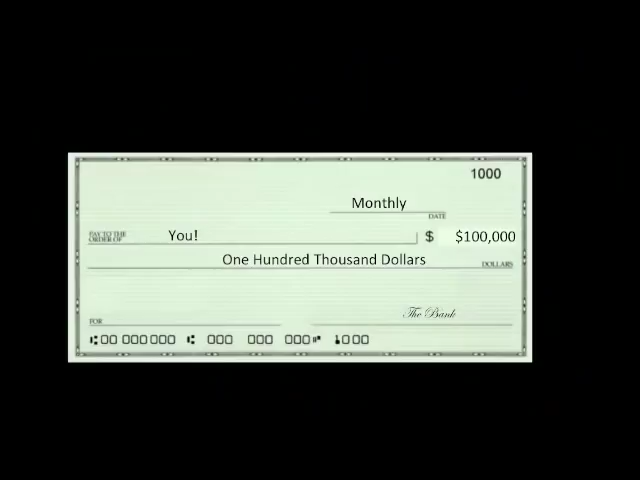 1000
Monthly
DATE
PAY TO THE
ORDER OF
You!
$ $100,000
One Hundred Thousand Dollars
DOLLARS
The Bank
FOR
⑆00 000000 ⑆ 000 000 000⑈ 1000